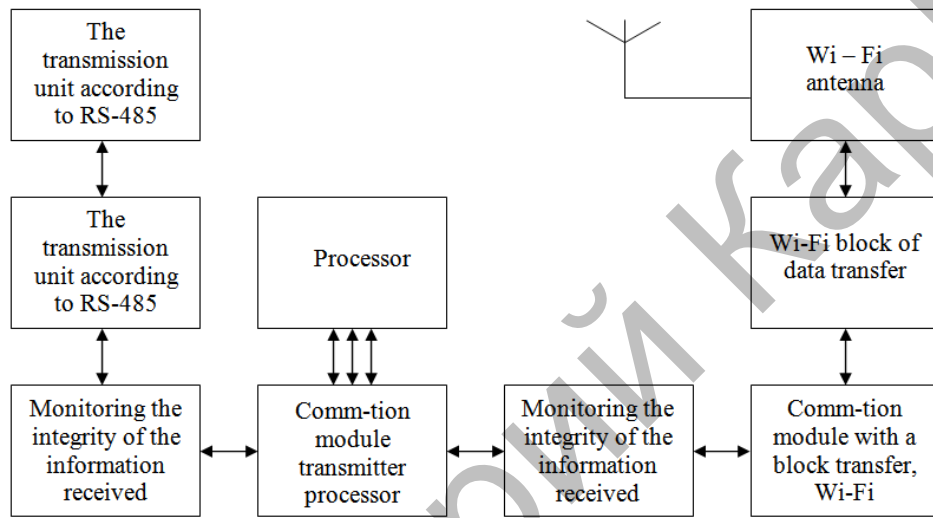 The
transmission
unit according
to RS-485
Wi – Fi
antenna
The
transmission
unit according
to RS-485
Processor
Wi-Fi block of
data transfer
Monitoring the
integrity of the
information
received
Comm-tion
module
transmitter
processor
Monitoring the
integrity of the
information
received
Comm-tion
module with a
block transfer,
Wi-Fi